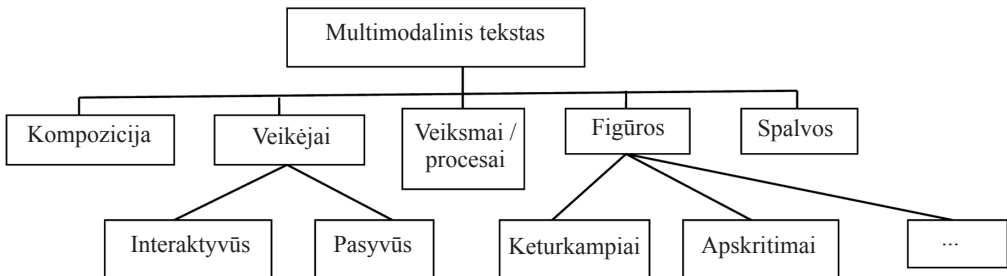 Multimodalinis tekstas
Kompozicija
Veikėjai
Veiksmai /
procesai
Figūros
Spalvos
Interaktyvūs
Pasyvūs
Keturkampiai
Apskritimai
...